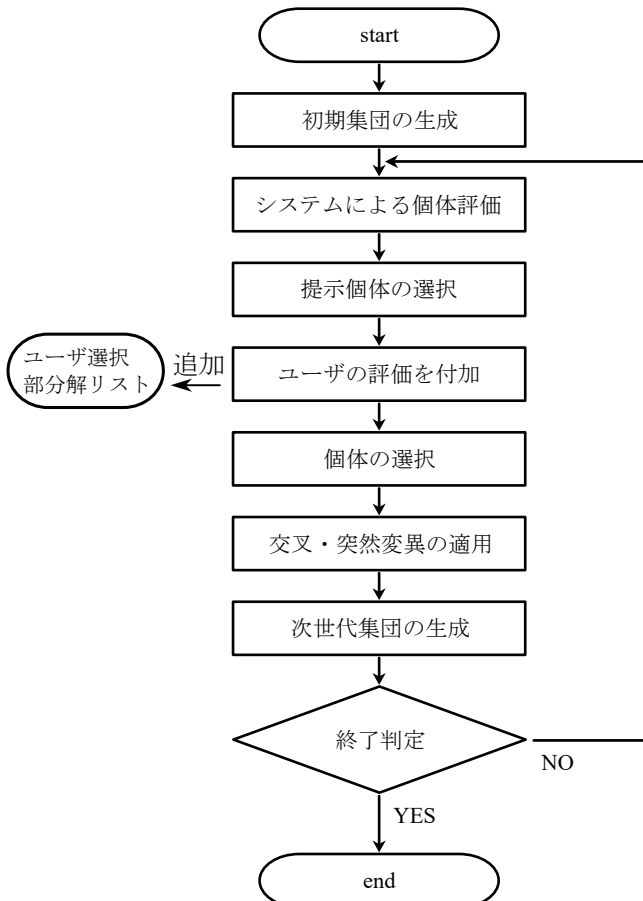 start
初期集団の生成
システムによる個体評価
提示個体の選択
ユーザ選択
部分解リスト
追加
ユーザの評価を付加
個体の選択
交叉・突然変異の適用
次世代集団の生成
終了判定
NO
YES
end